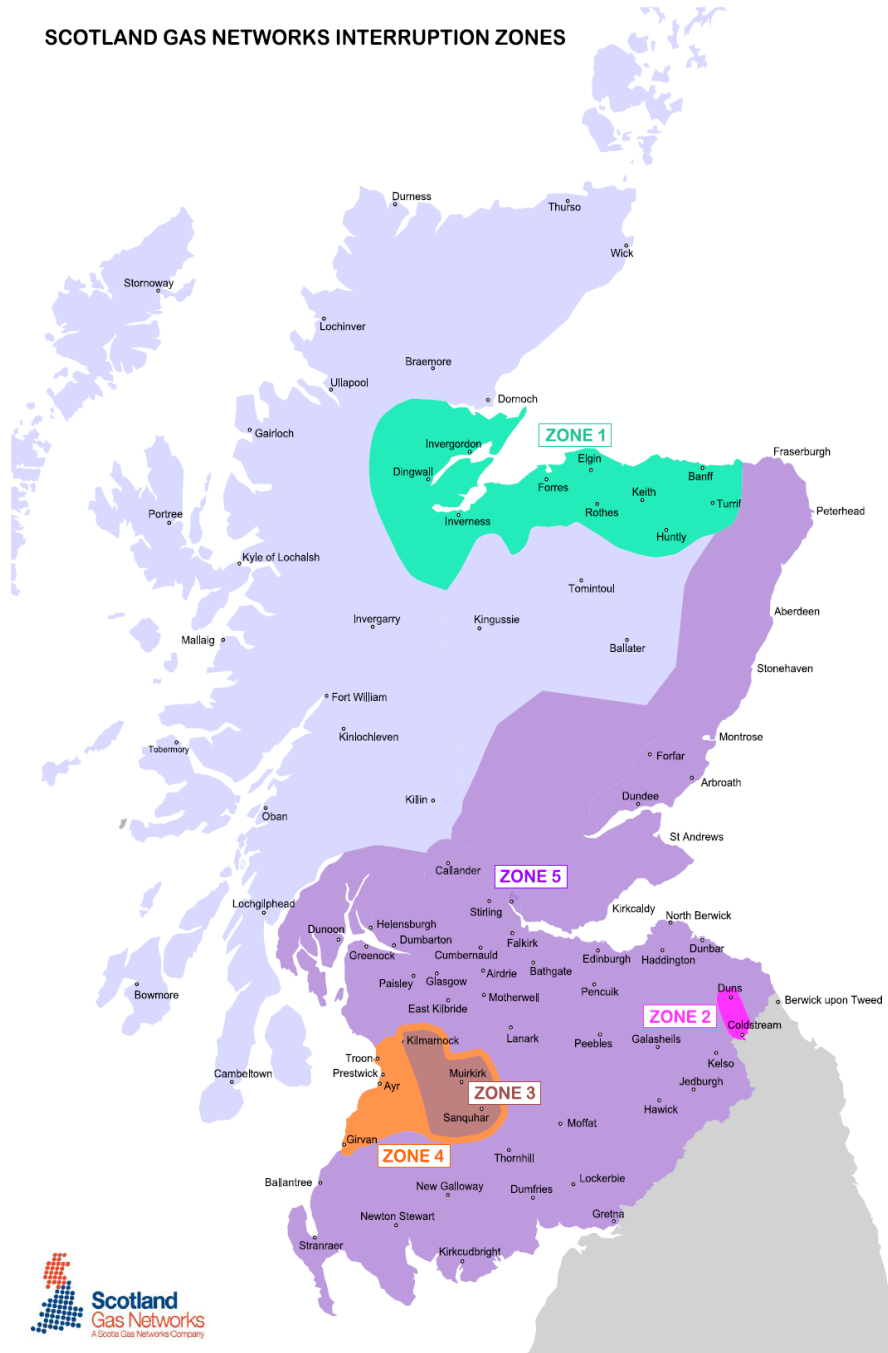 SCOTLAND GAS NETWORKS INTERRUPTION ZONES
Durness
Thurso
Wick
Stornoway
Lochinver
Braemore
Ullapool
Dornoch
Gairloch
ZONE 1
Invergordon
Elgin
Fraserburgh
Dingwall
Banff
Forres
Keith
Turrif
Rothes
Peterhead
Portree
Inverness
Huntly
Kyle of Lochalsh
Tomintoul
Invergarry
Kingussie
Aberdeen
Mallaig
Ballater
Stonehaven
Fort William
Kinlochleven
Montrose
Tobermory
Forfar
Arbroath
Killin
Dundee
Oban
St Andrews
Callander
ZONE 5
Lochgilphead
Stirling
Kirkcaldy
North Berwick
Helensburgh
Dunoon
Dumbarton
Falkirk
Greenock
Cumbernauld
Edinburgh
Haddington
Dunbar
Airdrie
Bathgate
Paisley
Glasgow
Pencuik
Duns
Bowmore
Motherwell
East Kilbride
Berwick upon Tweed
ZONE 2
Coldstream
Kilmarnock
Lanark
Peebles
Galasheils
Troon
Kelso
Prestwick
Muirkirk
Cambeltown
Ayr
Jedburgh
ZONE 3
Hawick
Sanquhar
Moffat
Girvan
ZONE 4
Thornhill
Ballantree
New Galloway
Dumfries
Lockerbie
Newton Stewart
Gretna
Stranraer
Kirkcudbright
Scotland
Gas Networks
A Scotia Gas Networks Company